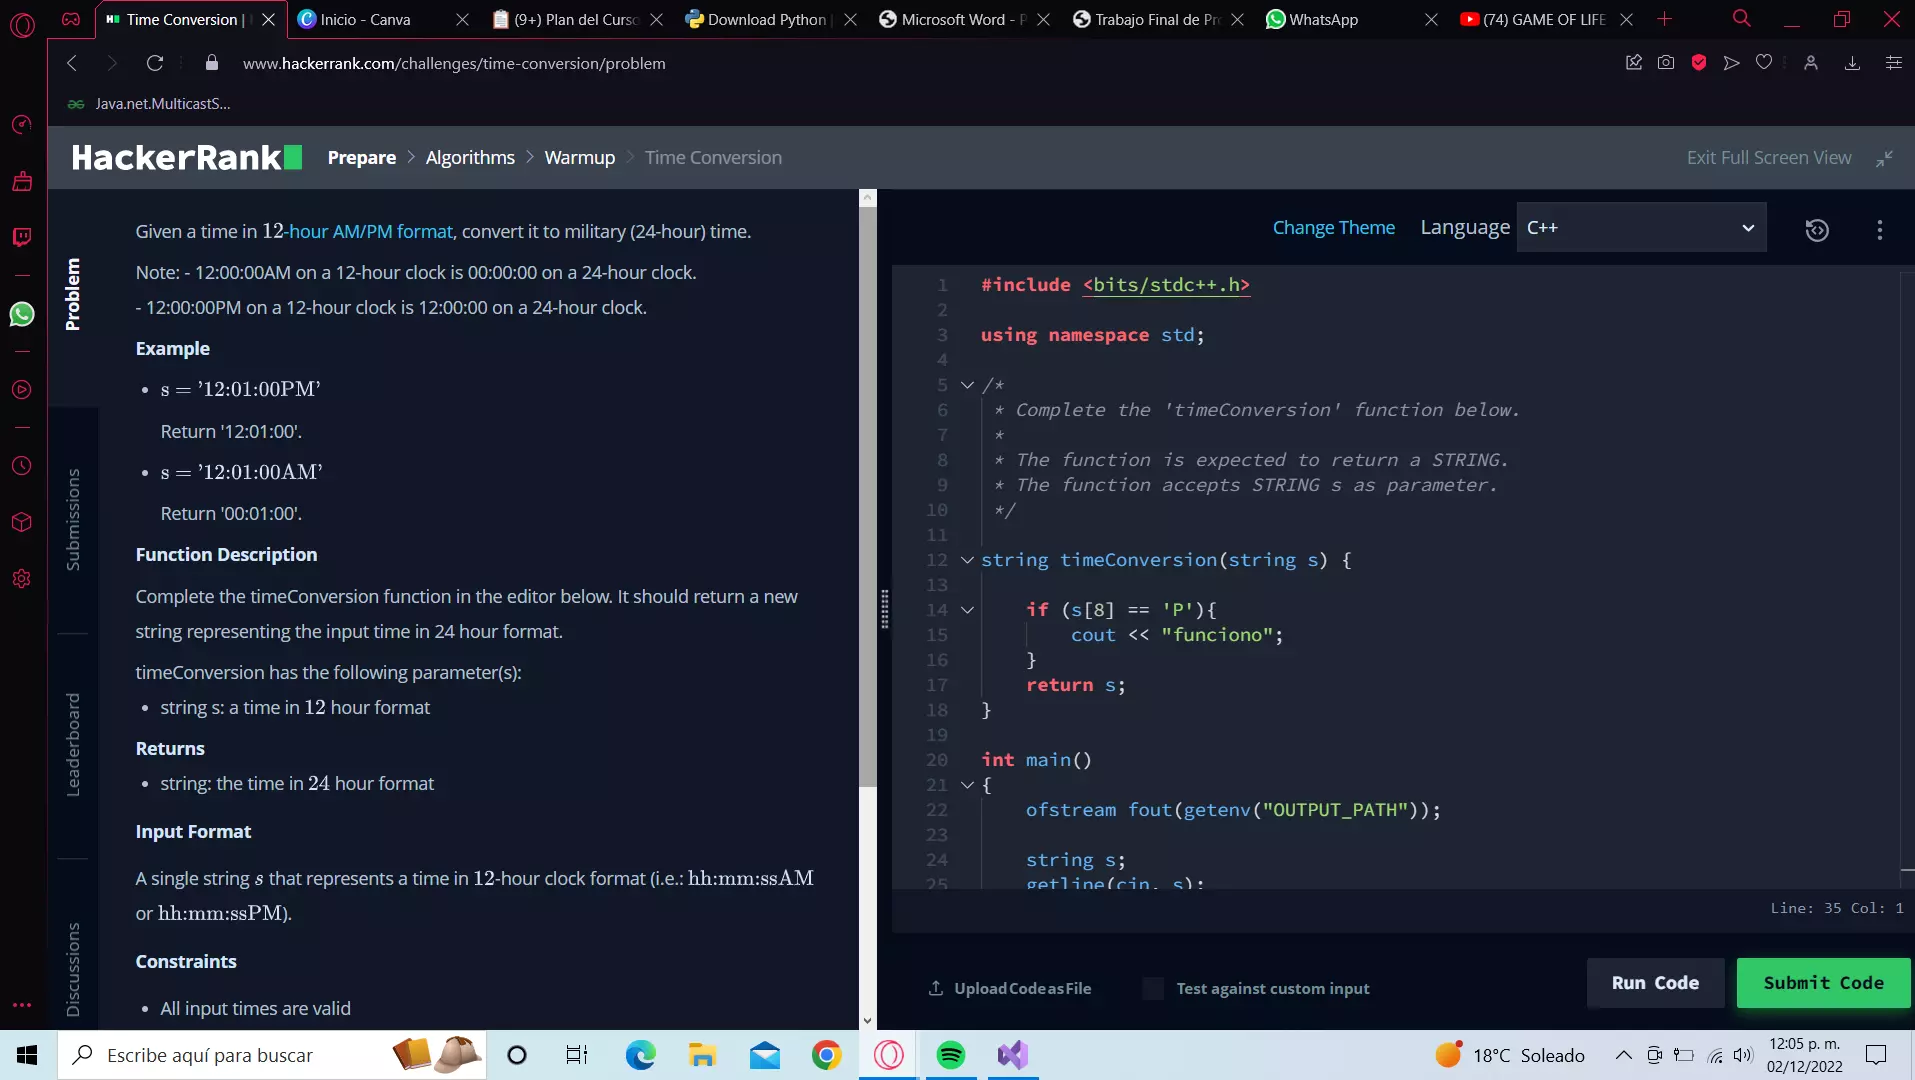 Time Conversion |
Inicio - Canva
(9+) Plan del Curso
Download Python |
Microsoft Word - P
Trabajo Final de Pr
WhatsApp
(74) GAME OF LIFE
www.hackerrank.com/challenges/time-conversion/problem
Java.net.MulticastS...
HackerRank
Prepare > Algorithms > Warmup > Time Conversion
Exit Full Screen View
Problem
Submissions
Leaderboard
Discussions
Given a time in 12-hour AM/PM format, convert it to military (24-hour) time.
Note: - 12:00:00AM on a 12-hour clock is 00:00:00 on a 24-hour clock.
- 12:00:00PM on a 12-hour clock is 12:00:00 on a 24-hour clock.
Example
• s = '12:01:00PM'
Return '12:01:00'.
• s = '12:01:00AM'
Return '00:01:00'.
Function Description
Complete the timeConversion function in the editor below. It should return a new
string representing the input time in 24 hour format.
timeConversion has the following parameter(s):
• string s: a time in 12 hour format
Returns
• string: the time in 24 hour format
Input Format
A single string s that represents a time in 12-hour clock format (i.e.: hh:mm:ssAM
or hh:mm:ssPM).
Constraints
• All input times are valid
Change Theme
Language
C++
1 #include <bits/stdc++.h>
2
3 using namespace std;
4
5 /*
6 * Complete the 'timeConversion' function below.
7 *
8 * The function is expected to return a STRING.
9 * The function accepts STRING s as parameter.
10 */
11
12 string timeConversion(string s) {
13
14 if (s[8] == 'P'){
15 cout << "funciono";
16 }
17 return s;
18 }
19
20 int main()
21 {
22 ofstream fout(getenv("OUTPUT_PATH"));
23
24 string s;
25 getline(cin, s);
Line: 35 Col: 1
Upload Code as File
Test against custom input
Run Code
Submit Code
Escribe aquí para buscar
18°C Soleado
12:05 p. m.
02/12/2022